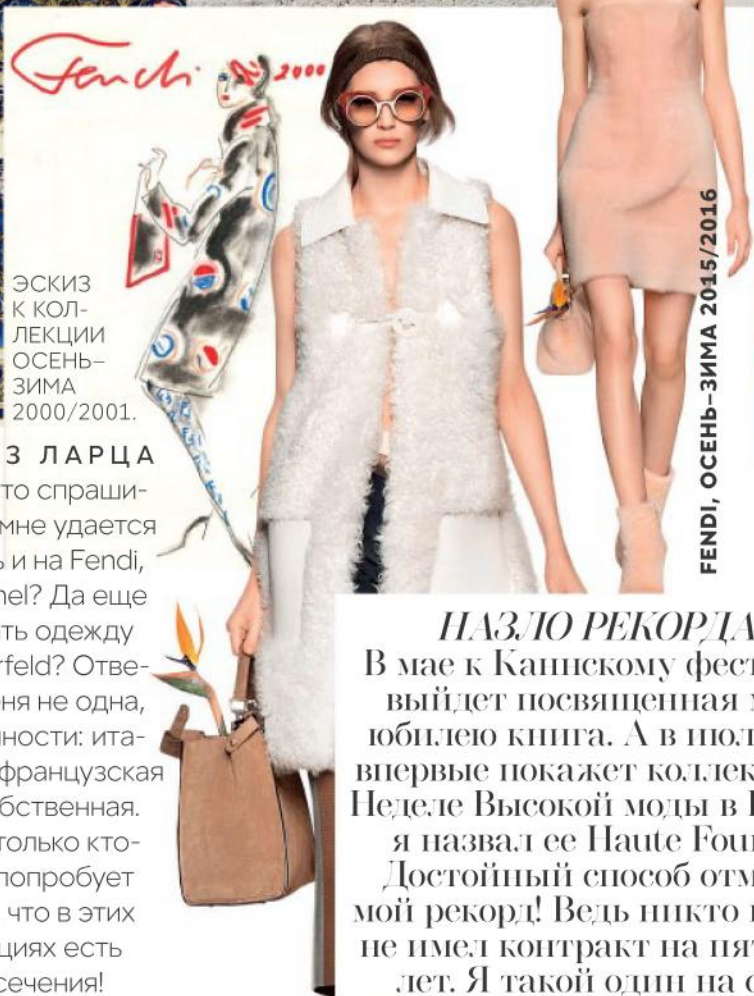 Fendi 2000
ЭСКИЗ
К КОЛ-
ЛЕКЦИИ
ОСЕНЬ–
ЗИМА
2000/2001.
З ЛАРЦА
то спраши-
мне удается
и на Fendi,
nel? Да еще
ть одежду
rfeld? Отве-
ня не одна,
ности: ита-
французская
бственная.
только кто-
попробует
что в этих
циях есть
сечения!
FENDI, ОСЕНЬ–ЗИМА 2015/2016
НАЗЛО РЕКОРДА
В мае к Каннскому фест
выйдет посвященная
юбилею книга. А в июл
впервые покажет коллек
Неделе Высокой моды в
я назвал ее Haute Four
Достойный способ отм
мой рекорд! Ведь никто
не имел контракт на пят
лет. Я такой один на с